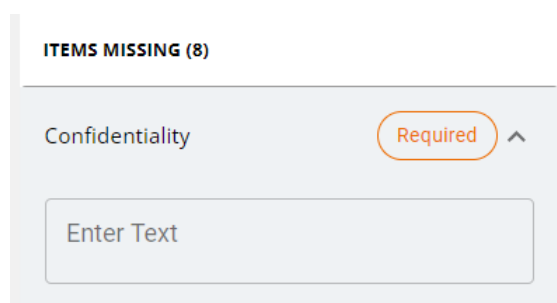 ITEMS MISSING (8)
Confidentiality
Required
Enter Text